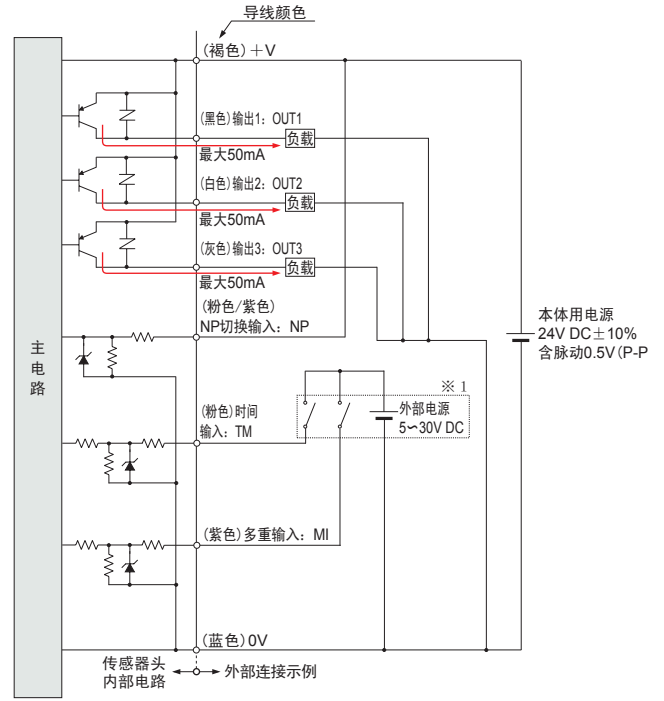 导线颜色
(褐色)＋V
(黑色)输出1：OUT1
负载
最大50mA
(白色)输出2：OUT2
负载
最大50mA
(灰色)输出3：OUT3
负载
最大50mA
(粉色/紫色)
NP切换输入：NP
本体用电源
24V DC±10%
含脉动0.5V(P-P
主
电
路
※1
(粉色)时间
输入：TM
外部电源
5〜30V DC
(紫色)多重输入：MI
(蓝色)0V
传感器头
内部电路
外部连接示例